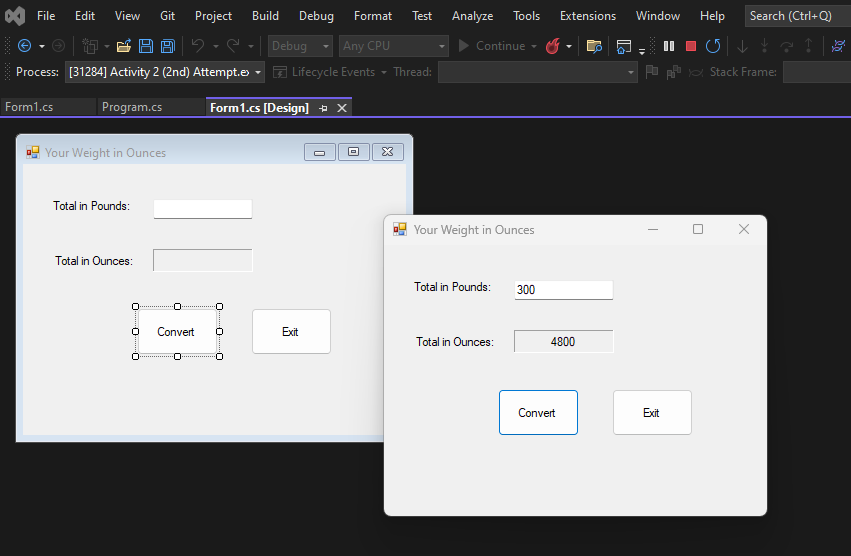 File Edit View Git Project Build Debug Format Test Analyze Tools Extensions Window Help Search (Ctrl+Q)
Debug Any CPU Continue
Process: [31284] Activity 2 (2nd) Attempt.ex Lifecycle Events Thread: Stack Frame:
Form1.cs Program.cs Form1.cs [Design]
Your Weight in Ounces
Total in Pounds:
Total in Ounces:
Convert Exit
Your Weight in Ounces
Total in Pounds: 300
Total in Ounces: 4800
Convert Exit